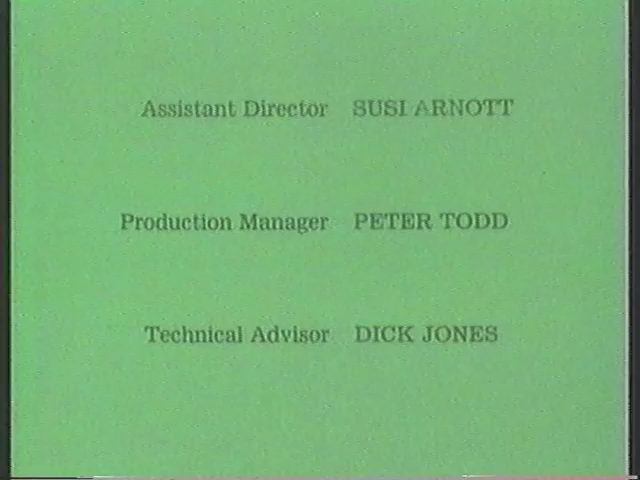 Assistant Director SUSI ARNOTT
Production Manager PETER TODD
Technical Advisor DICK JONES